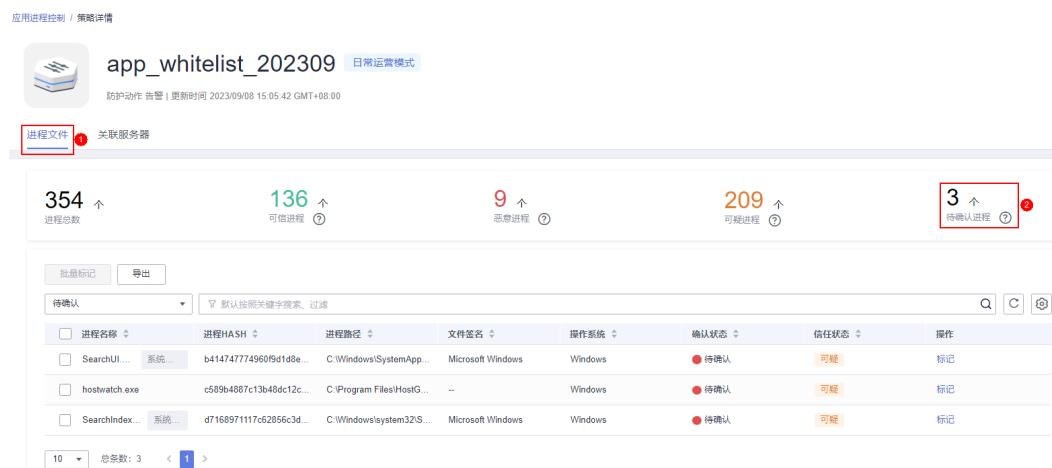 应用进程控制 / 策略详情
app_whitelist_202309 日常运营模式
防护动作 告警 | 更新时间 2023/09/08 15:05:42 GMT+08:00
进程文件 1 关联服务器
354 个 136 个 9 个 209 个 3 个 2
进程总数 可信进程 ? 恶意进程 ? 可疑进程 ? 待确认进程 ?
批量标记 导出
待确认 默认按照关键字搜索、过滤
进程名称 进程HASH 进程路径 文件签名 操作系统 确认状态 信任状态 操作
SearchUI.... 系统... b414747774960f9d1d8e... C:\Windows\SystemApp... Microsoft Windows Windows 待确认 可疑 标记
hostwatch.exe c589b4887c13b48dc12c... C:\Program Files\HostG... -- Windows 待确认 可疑 标记
SearchIndex... 系统... d7168971117c62856c3d... C:\Windows\system32\S... Microsoft Windows Windows 待确认 可疑 标记
10 总条数: 3 < 1 >